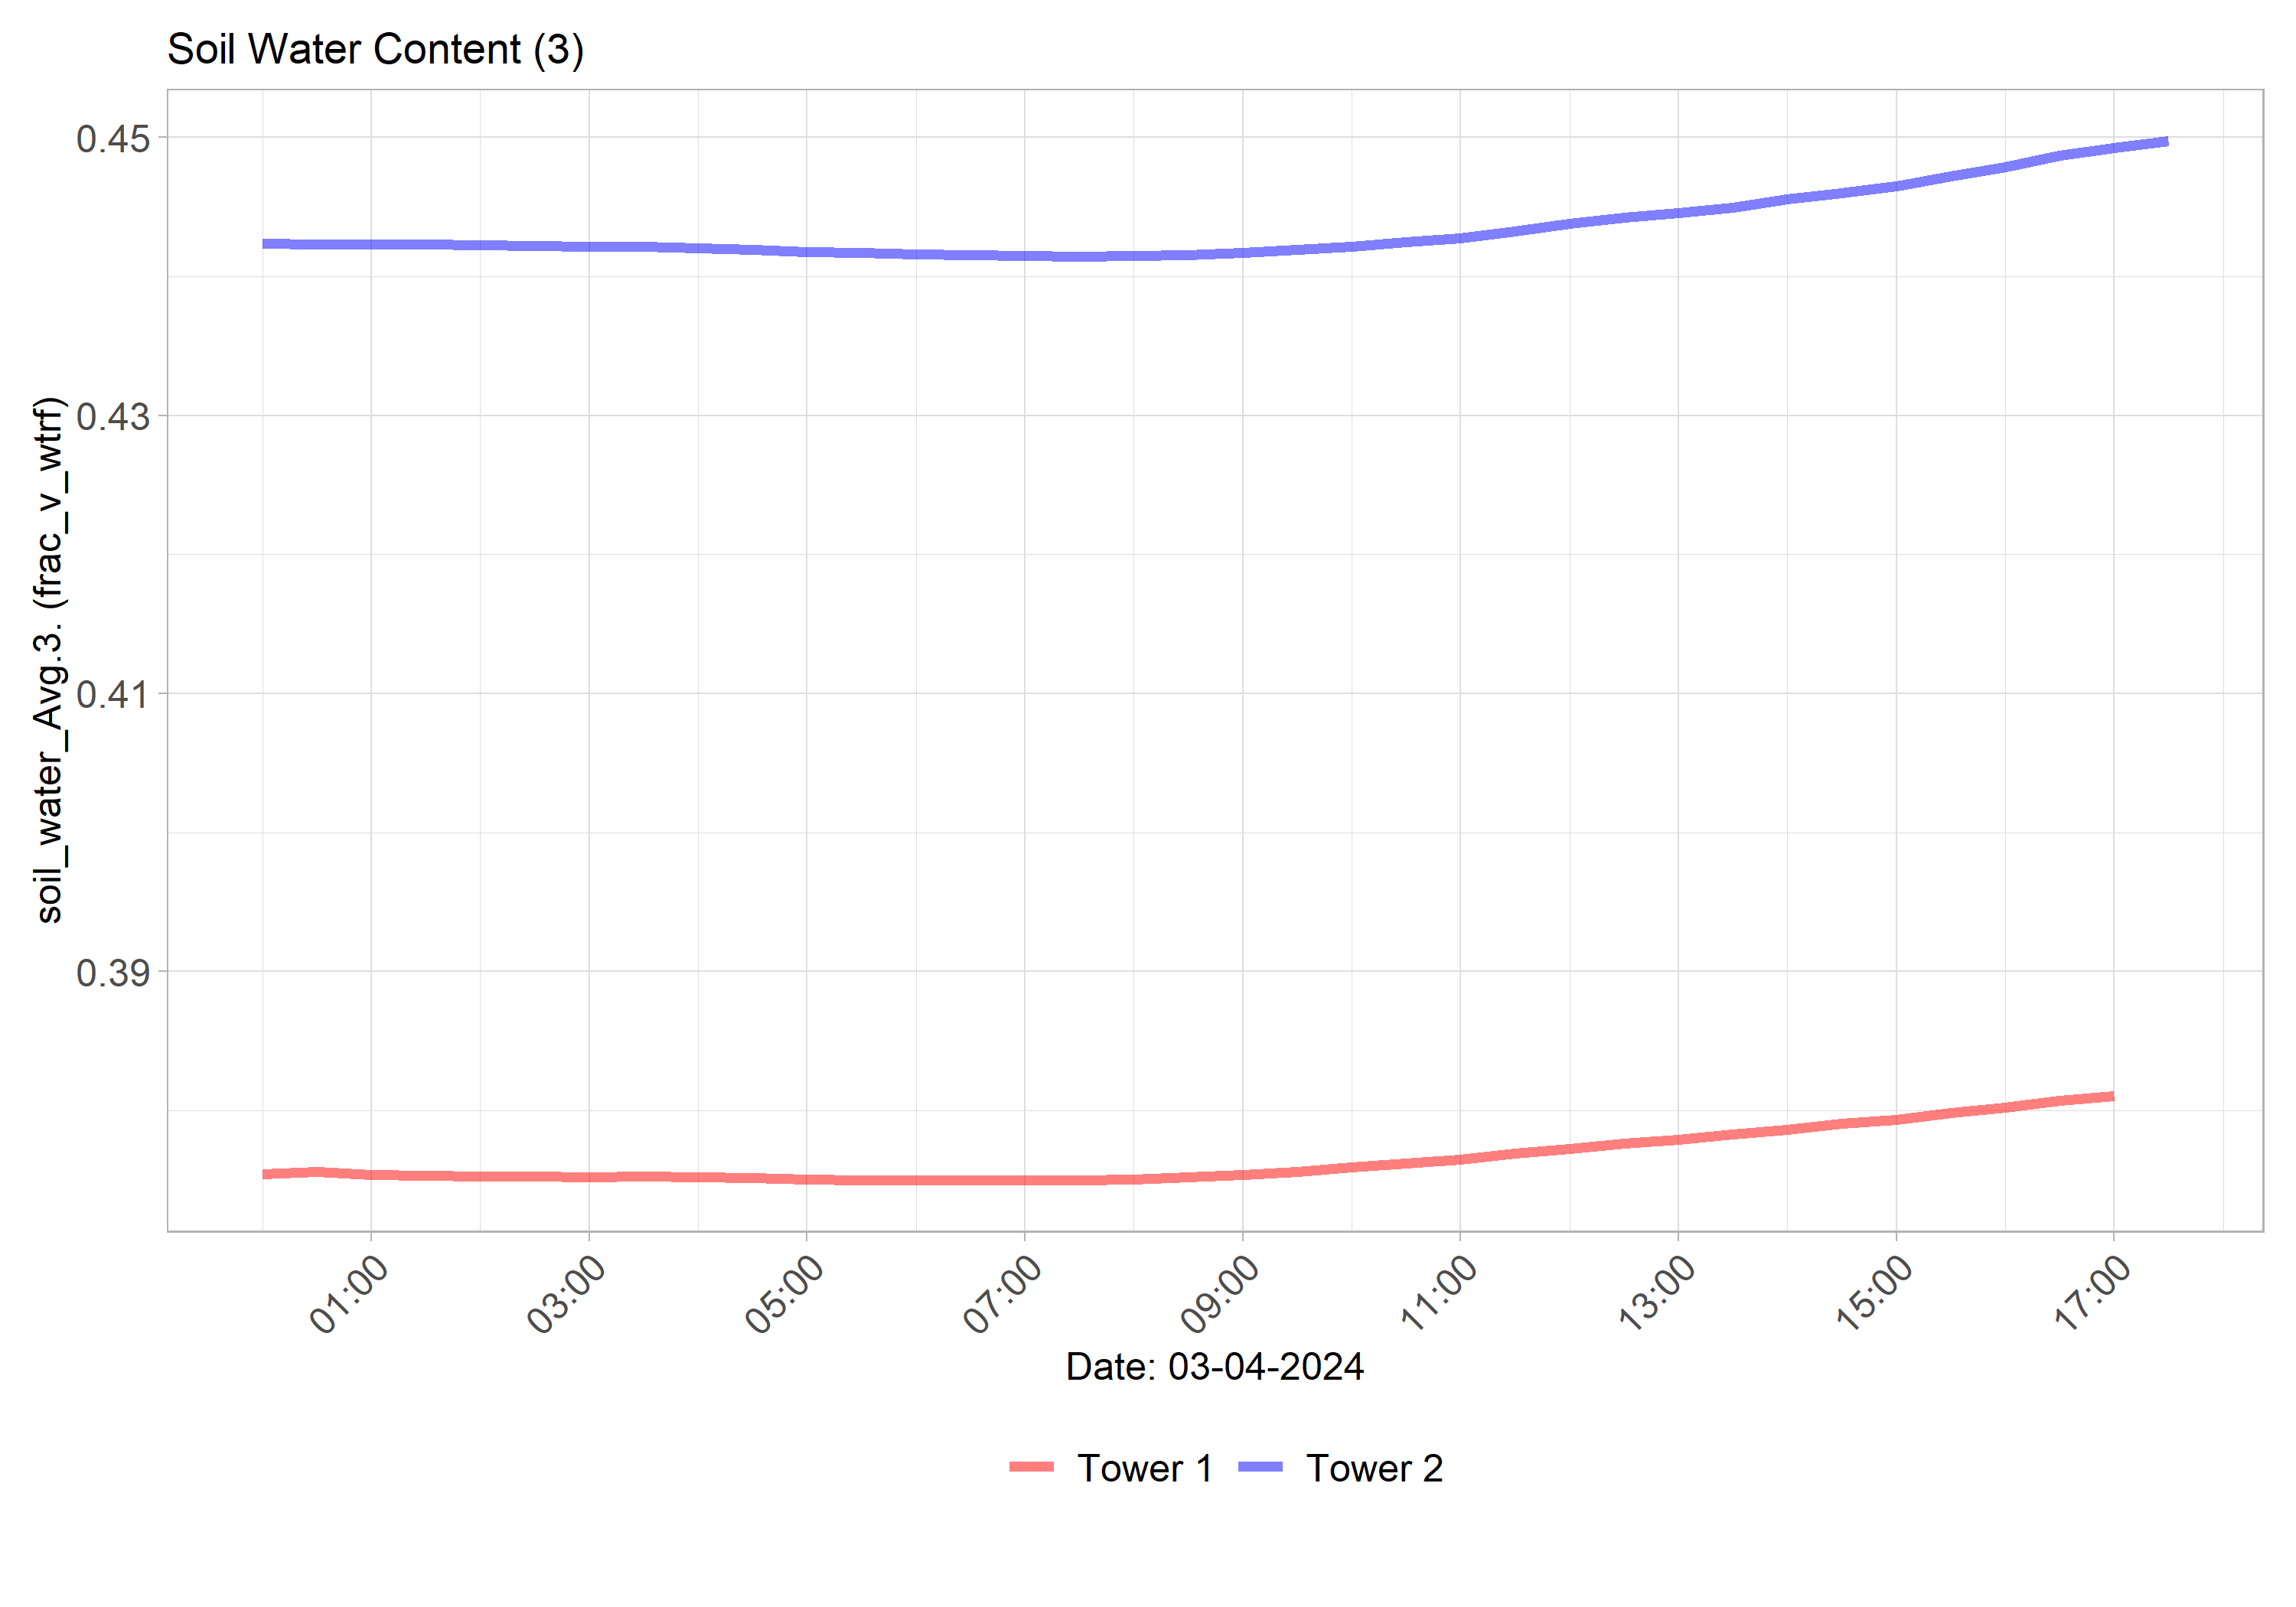 Soil Water Content (3)
soil_water_Avg.3. (frac_v_wtrf)
0.45
0.43
0.41
0.39
01:00
03:00
05:00
07:00
09:00
11:00
13:00
15:00
17:00
Date: 03-04-2024
Tower 1
Tower 2